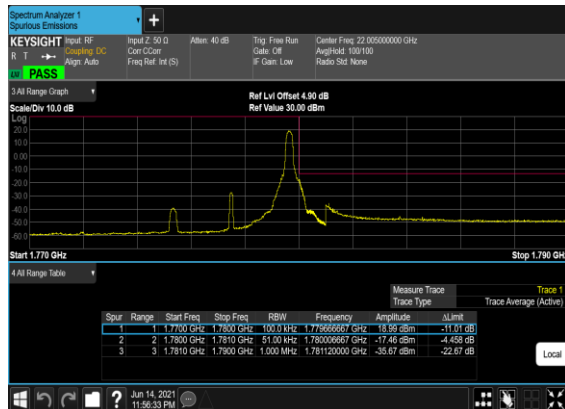 Spectrum Analyzer 1
Spurious Emissions
KEYSIGHT Input: RF Input Z: 50 Ω Atten: 40 dB Trig: Free Run Center Freq: 22.005000000 GHz
R T Coupling: DC Corr CCorr Gate: Off Avg|Hold: 100/100
Align: Auto Freq Ref: Int (S) IF Gain: Low Radio Std: None
LW PASS
3 All Range Graph
Ref Lvl Offset 4.90 dB
Scale/Div 10.0 dB Ref Value 30.00 dBm
Log
20.0
10.0
0.00
-10.0
-20.0
-30.0
-40.0
-50.0
-60.0
Start 1.770 GHz Stop 1.790 GH
4 All Range Table
Measure Trace Trace 1
Trace Type Trace Average (Active)
Spur Range Start Freq Stop Freq RBW Frequency Amplitude ΔLimit
1 1 1.7700 GHz 1.7800 GHz 100.0 kHz 1.779666667 GHz 18.99 dBm -11.01 dB
2 2 1.7800 GHz 1.7810 GHz 51.00 kHz 1.780006667 GHz -17.46 dBm -4.458 dB
3 3 1.7810 GHz 1.7900 GHz 1.000 MHz 1.781120000 GHz -35.67 dBm -22.67 dB
Local
Jun 14, 2021
11:56:33 PM